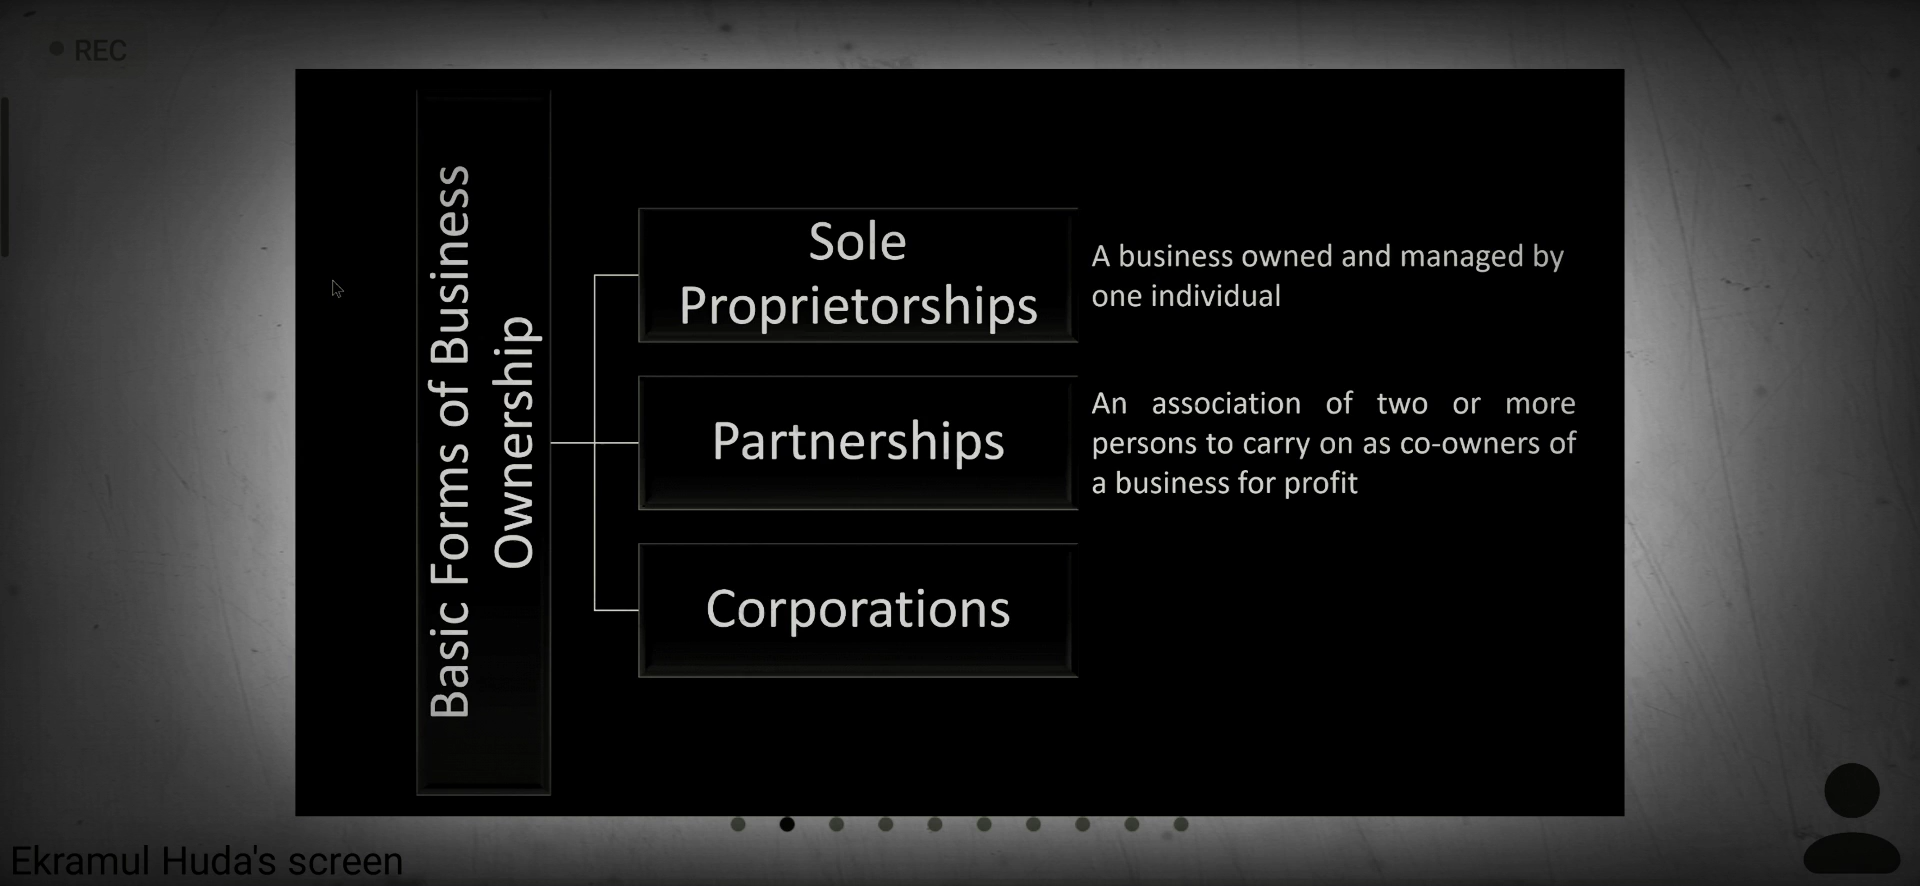 REC
Basic Forms of Business
Ownership
Sole
Proprietorships
A business owned and managed by
one individual
Partnerships
An association of two or more
persons to carry on as co-owners of
a business for profit
Corporations
Ekramul Huda's screen